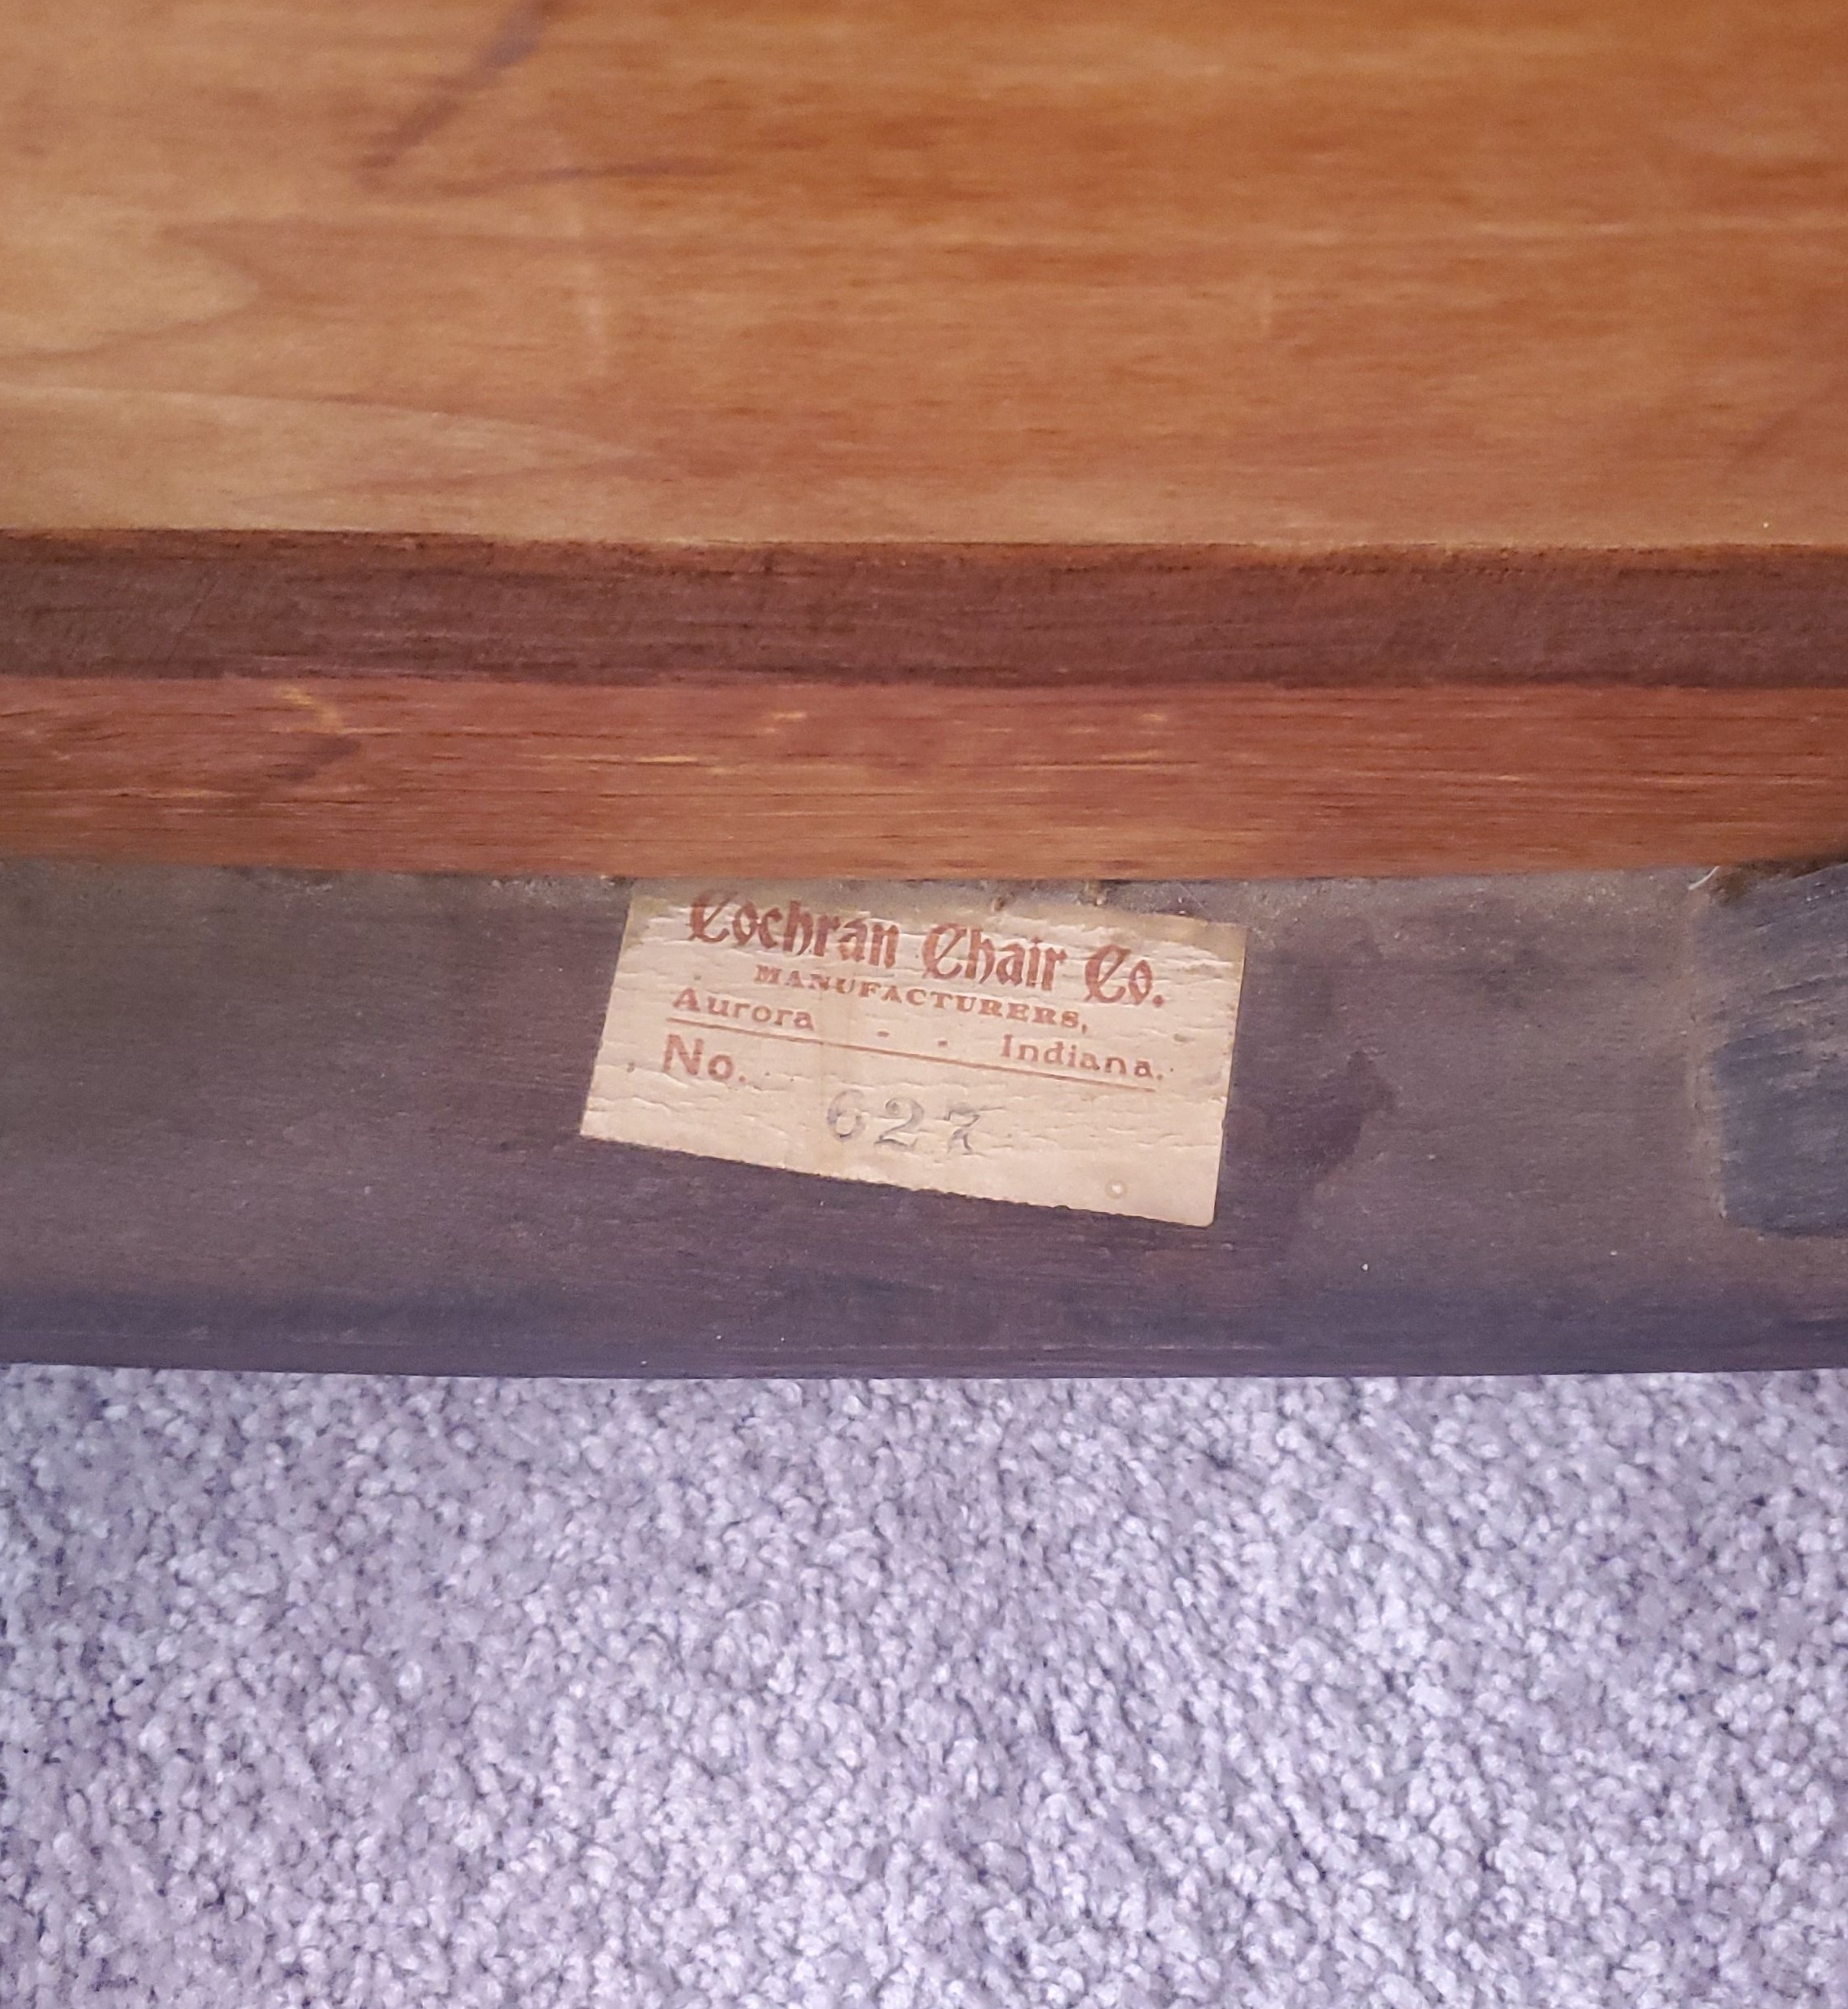 Cochran Chair Co.
MANUFACTURERS,
Aurora - - Indiana.
No.
627